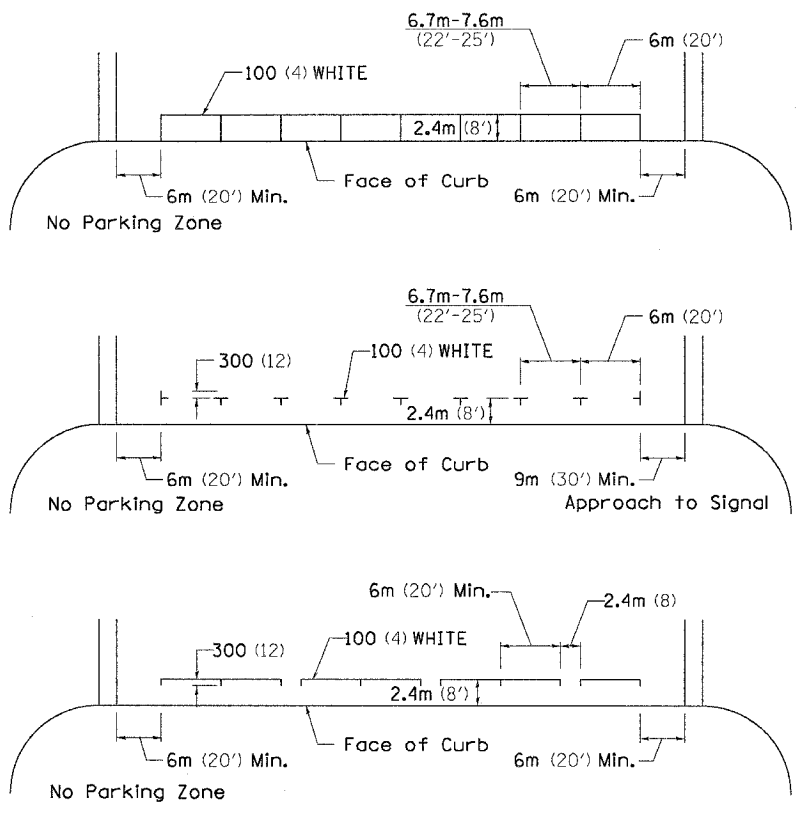 6.7m-7.6m
(22'-25')
6m (20')
100 (4) WHITE
2.4m (8')
6m (20') Min.
Face of Curb
6m (20') Min.
No Parking Zone
6.7m-7.6m
(22'-25')
6m (20')
300 (12)
100 (4) WHITE
2.4m (8')
6m (20') Min.
Face of Curb
9m (30') Min.
No Parking Zone
Approach to Signal
6m (20') Min.
2.4m (8)
300 (12)
100 (4) WHITE
2.4m (8')
6m (20') Min.
Face of Curb
6m (20') Min.
No Parking Zone